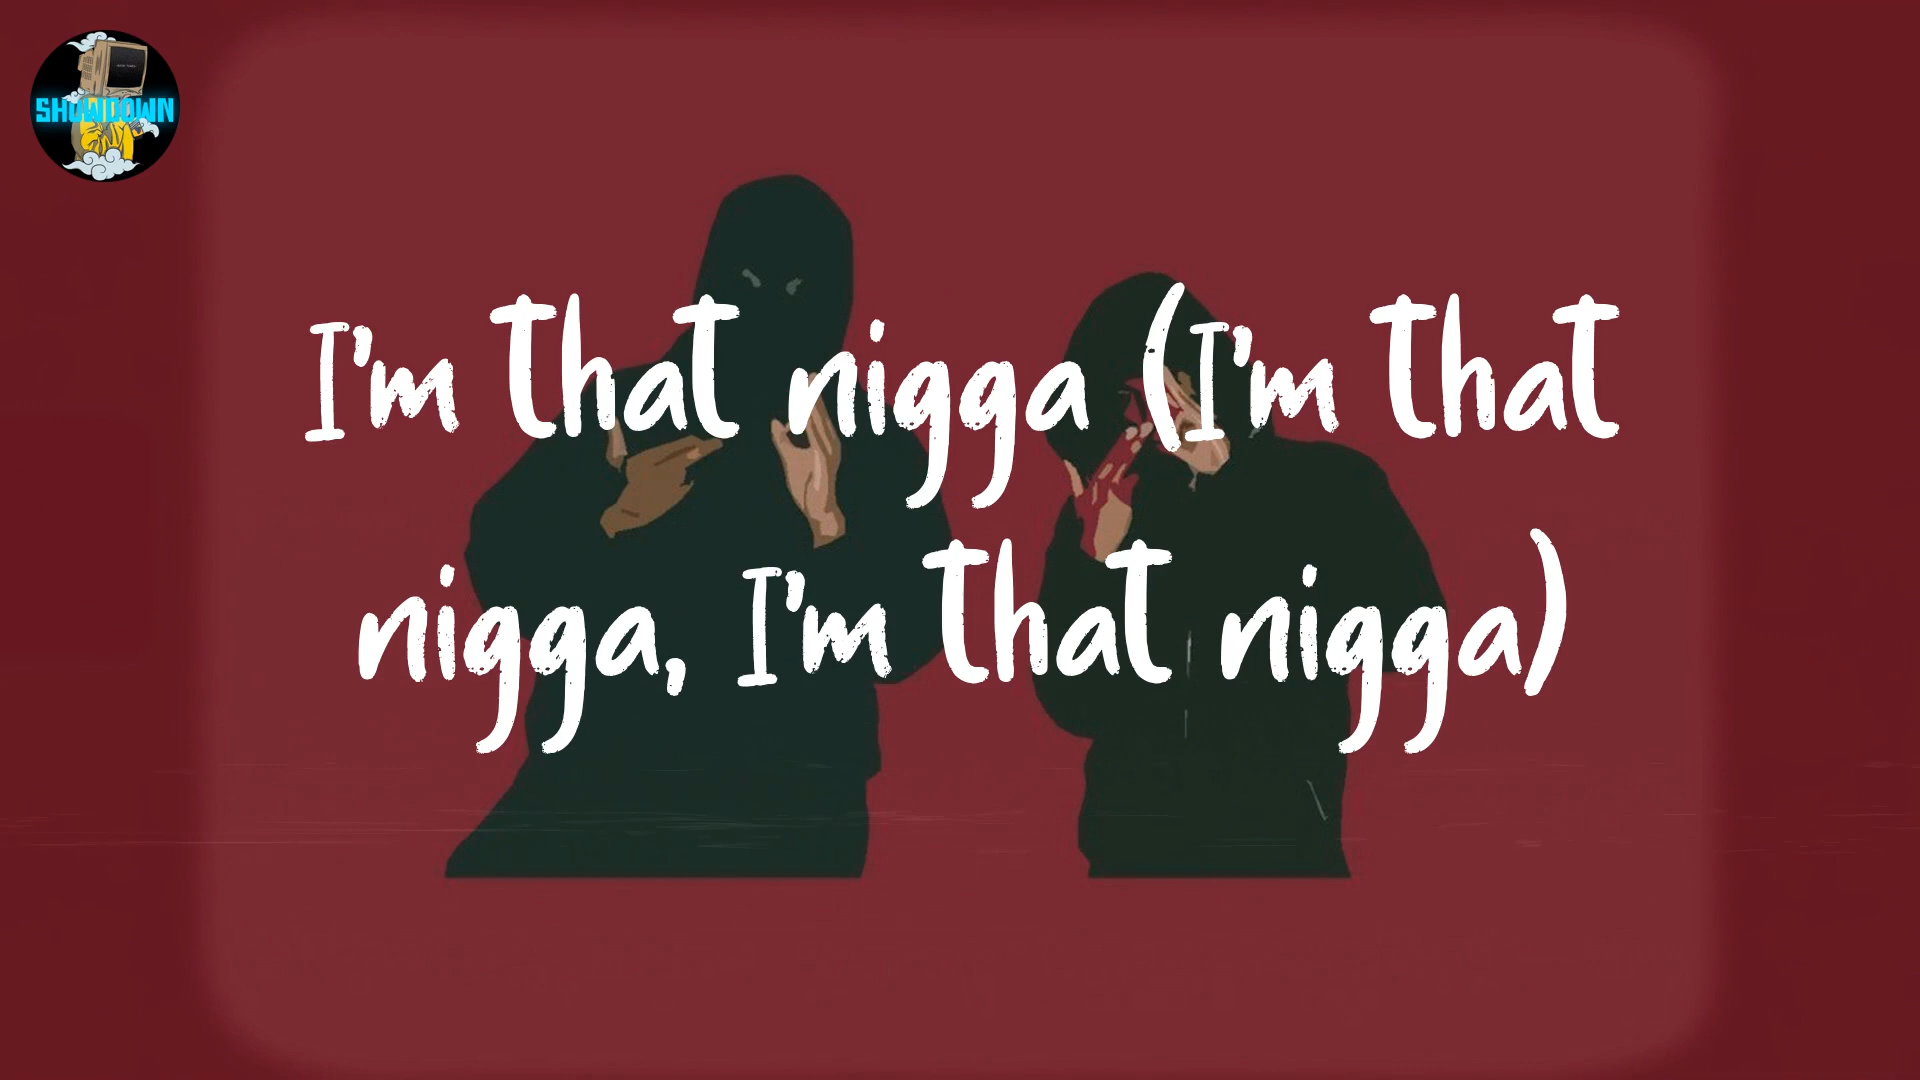 SHOWDOWN
I'm that nigga (I'm that
nigga, I'm that nigga)